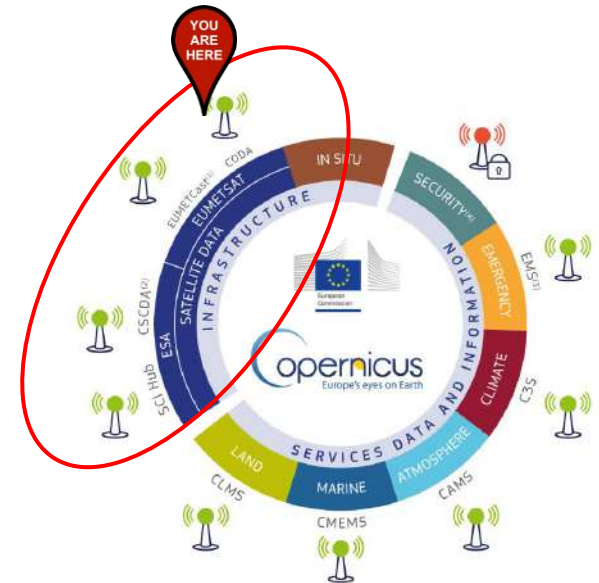 YOU
ARE
HERE
IN SITU
CODA
EUMETCast(1)
EUMETSAT
SATELLITE DATA
INFRASTRUCTURE
CSCDA(2)
ESA
SCI Hub
SECURITY(4)
EMERGENCY
EMS(3)
CLIMATE
C3S
ATMOSPHERE
CAMS
MARINE
CMEMS
LAND
CLMS
SERVICES DATA AND INFORMATION
European
Commission
opernicus
Europe's eyes on Earth